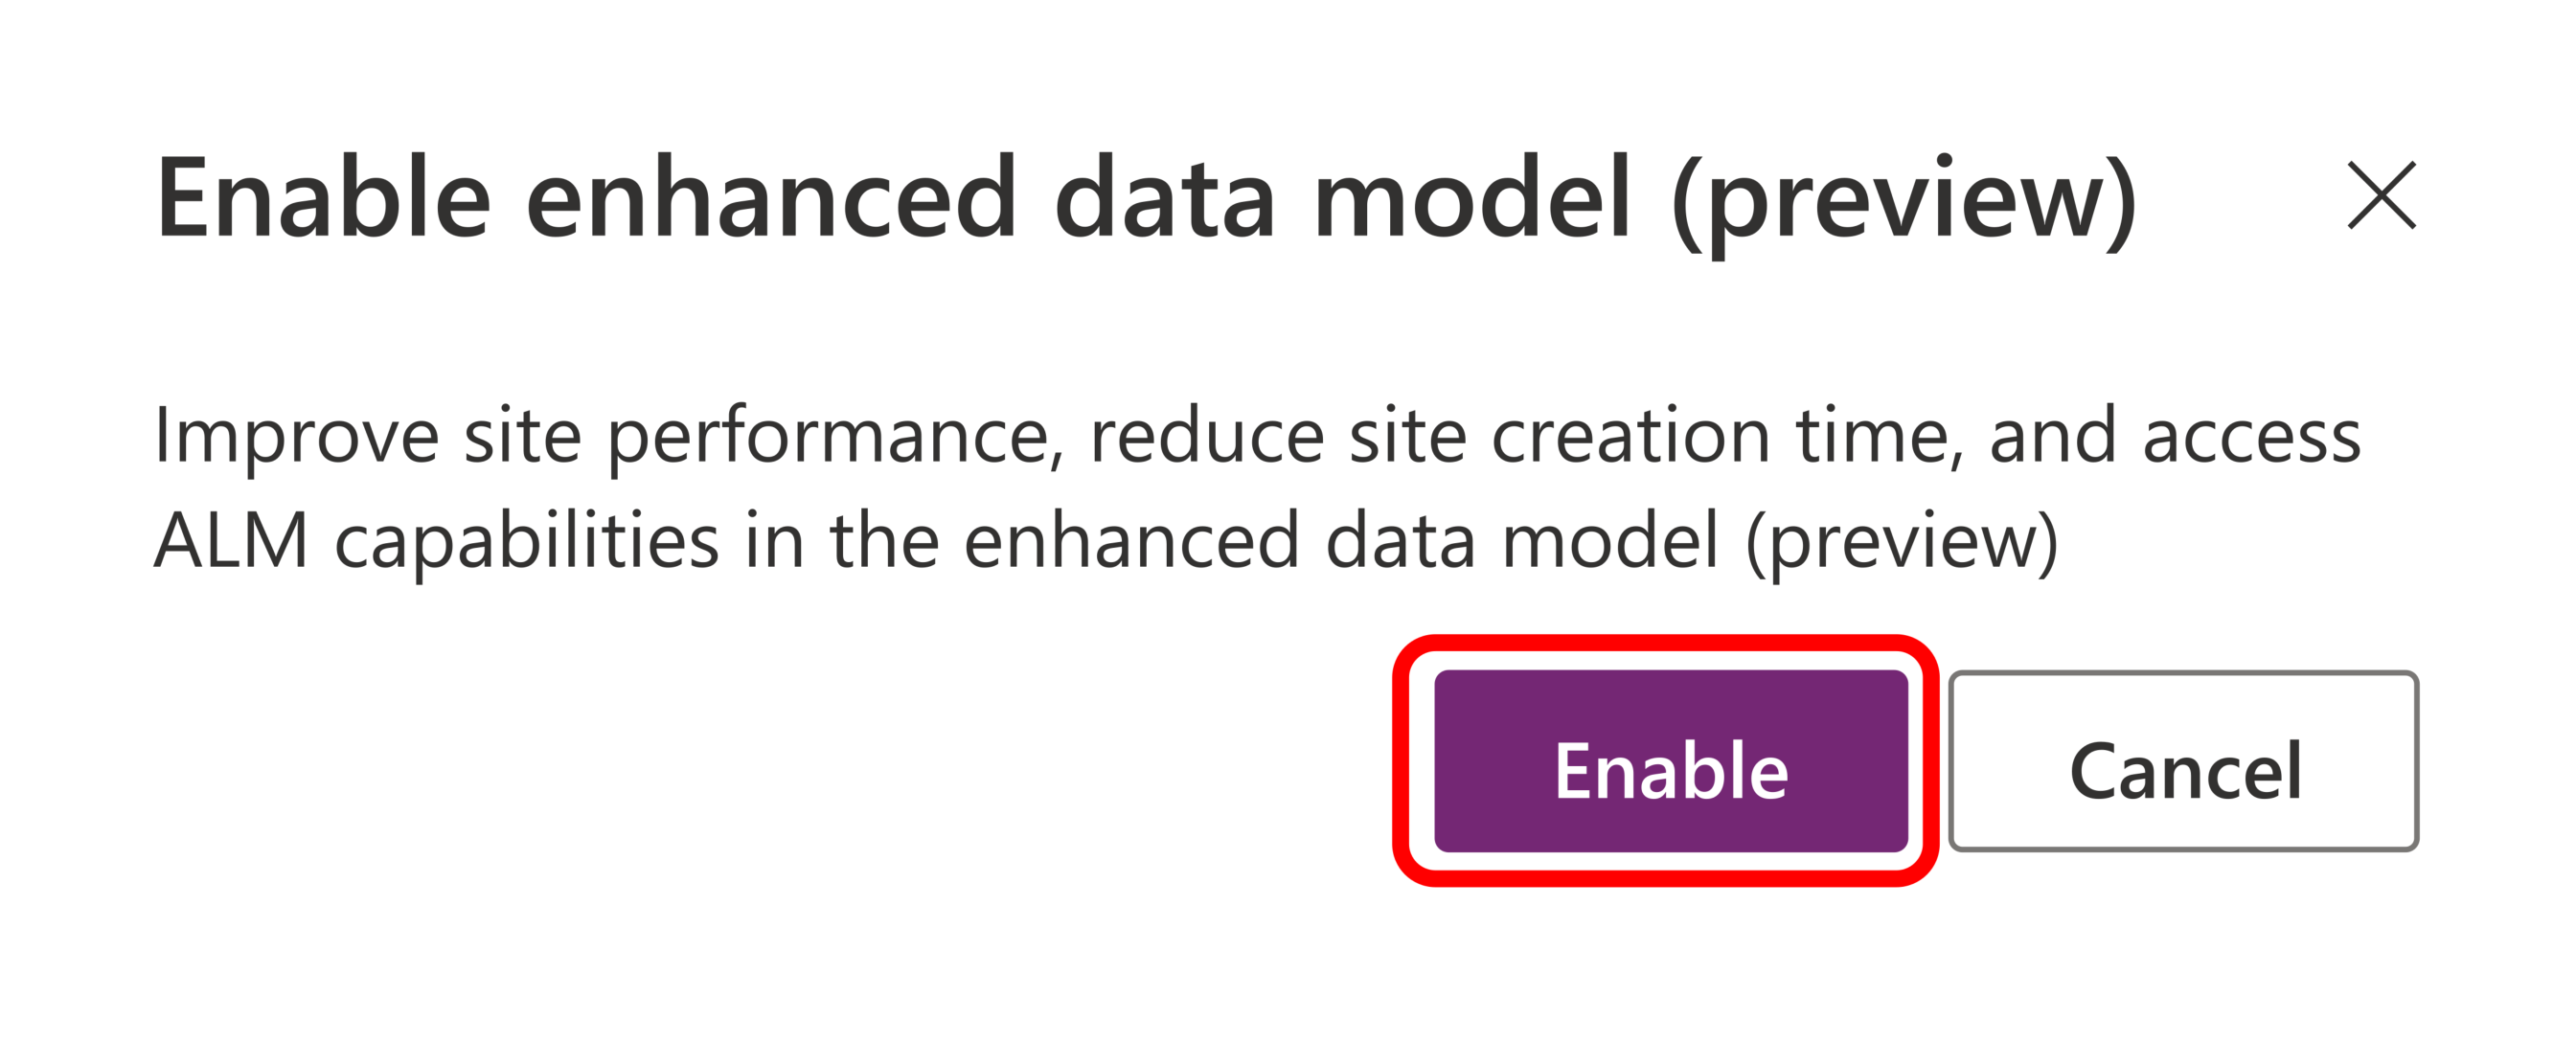 Enable enhanced data model (preview)
Improve site performance, reduce site creation time, and access
ALM capabilities in the enhanced data model (preview)
Enable
Cancel